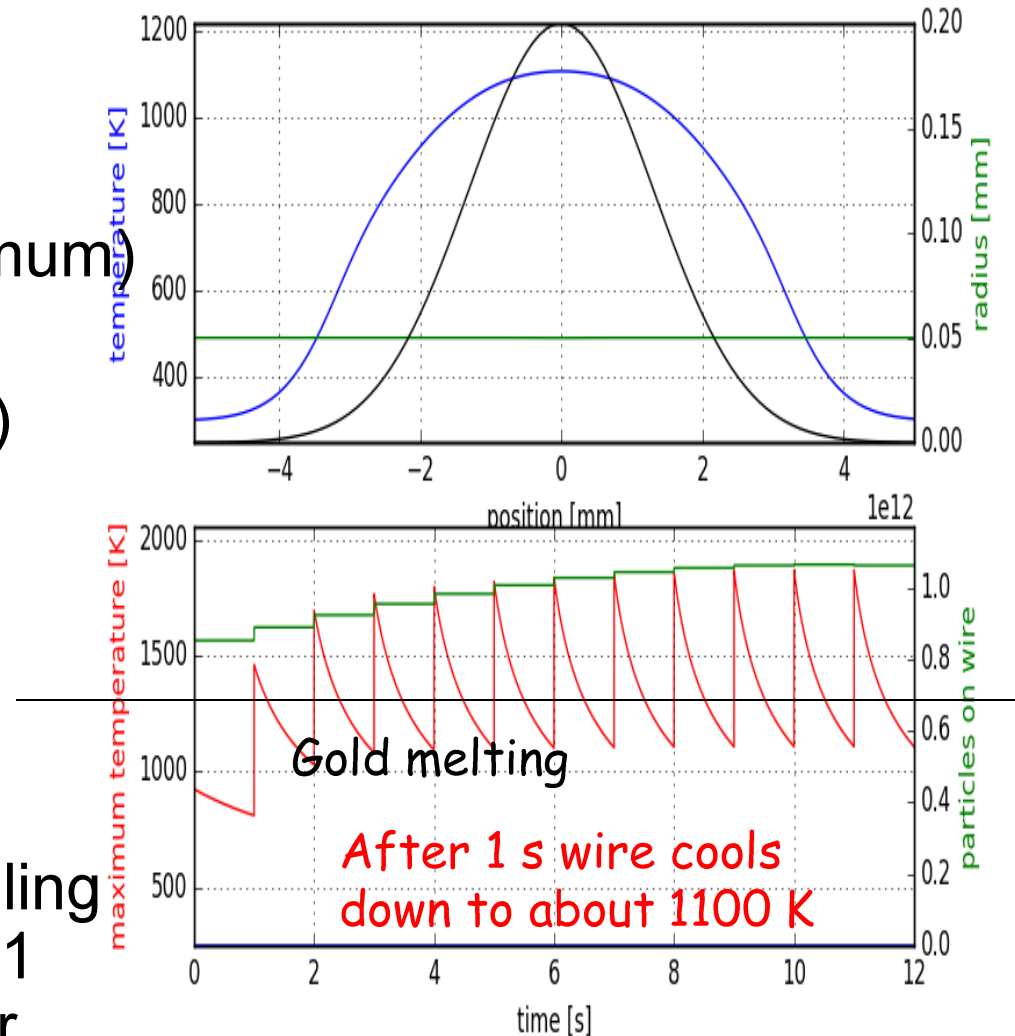 1200
1000
800
600
400
temperature [K]
0.20
0.15
0.10
0.05
0.00
radius [mm]
−4 −2 0 2 4
position [mm]
1e12
num)
)
2000
1500
1000
500
maximum temperature [K]
1.0
0.8
0.6
0.4
0.2
0.0
particles on wire
Gold melting
After 1 s wire cools
down to about 1100 K
ling
1
r
0 2 4 6 8 10 12
time [s]